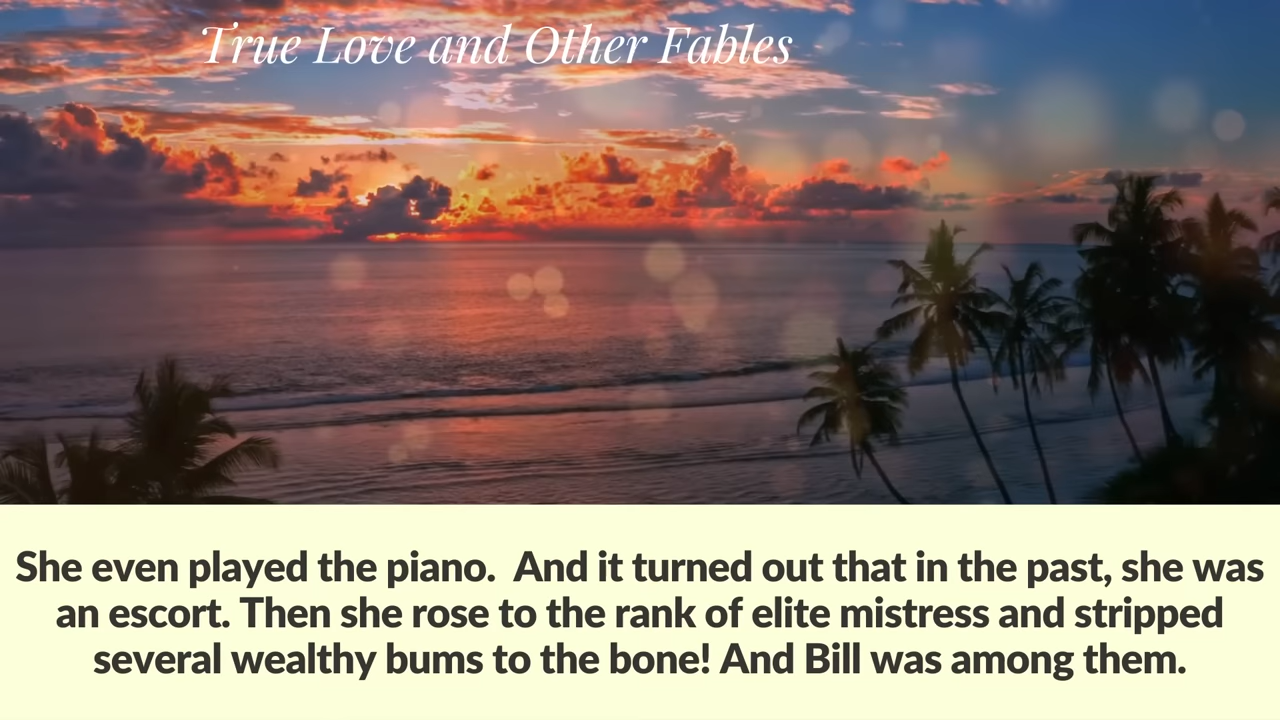 True Love and Other Fables
She even played the piano.  And it turned out that in the past, she was
an escort. Then she rose to the rank of elite mistress and stripped
several wealthy bums to the bone! And Bill was among them.